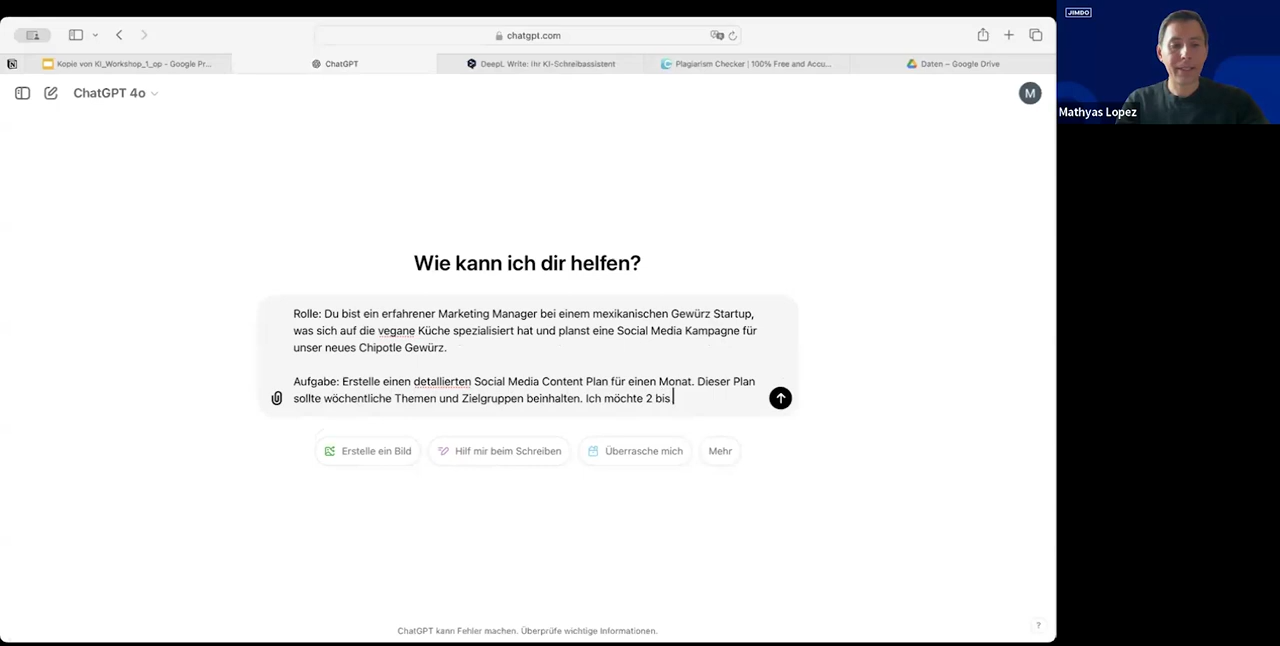 JIMDO
Mathyas Lopez
chatgpt.com
Kopie von KI_Workshop_1_op - Google Pr...
ChatGPT
DeepL Write: Ihr KI-Schreibassistent
Plagiarism Checker | 100% Free and Accu...
Daten – Google Drive
ChatGPT 4o
M
Wie kann ich dir helfen?
Rolle: Du bist ein erfahrener Marketing Manager bei einem mexikanischen Gewürz Startup,
was sich auf die vegane Küche spezialisiert hat und planst eine Social Media Kampagne für
unser neues Chipotle Gewürz.
Aufgabe: Erstelle einen detallierten Social Media Content Plan für einen Monat. Dieser Plan
sollte wöchentliche Themen und Zielgruppen beinhalten. Ich möchte 2 bis
Erstelle ein Bild
Hilf mir beim Schreiben
Überrasche mich
Mehr
ChatGPT kann Fehler machen. Überprüfe wichtige Informationen.
?